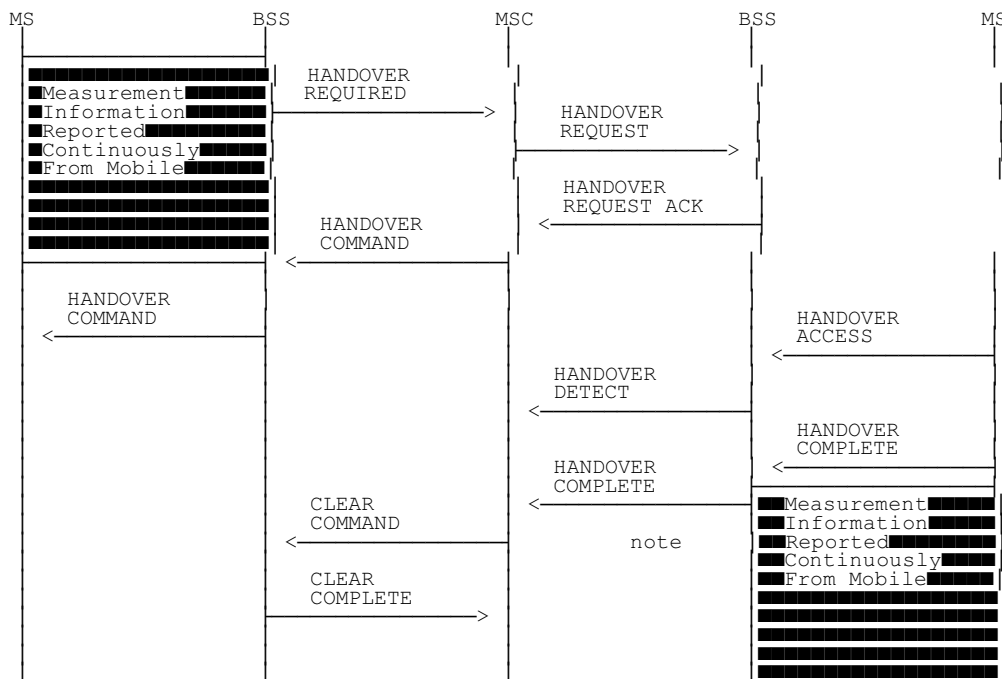 MS BSS MSC BSS MS
HANDOVER
REQUIRED
Measurement
Information
Reported
Continuously
From Mobile
HANDOVER
REQUEST
HANDOVER
REQUEST ACK
HANDOVER
COMMAND
HANDOVER
COMMAND
HANDOVER
ACCESS
HANDOVER
DETECT
HANDOVER
COMPLETE
HANDOVER
COMPLETE
CLEAR
COMMAND
note
Measurement
Information
Reported
Continuously
From Mobile
CLEAR
COMPLETE